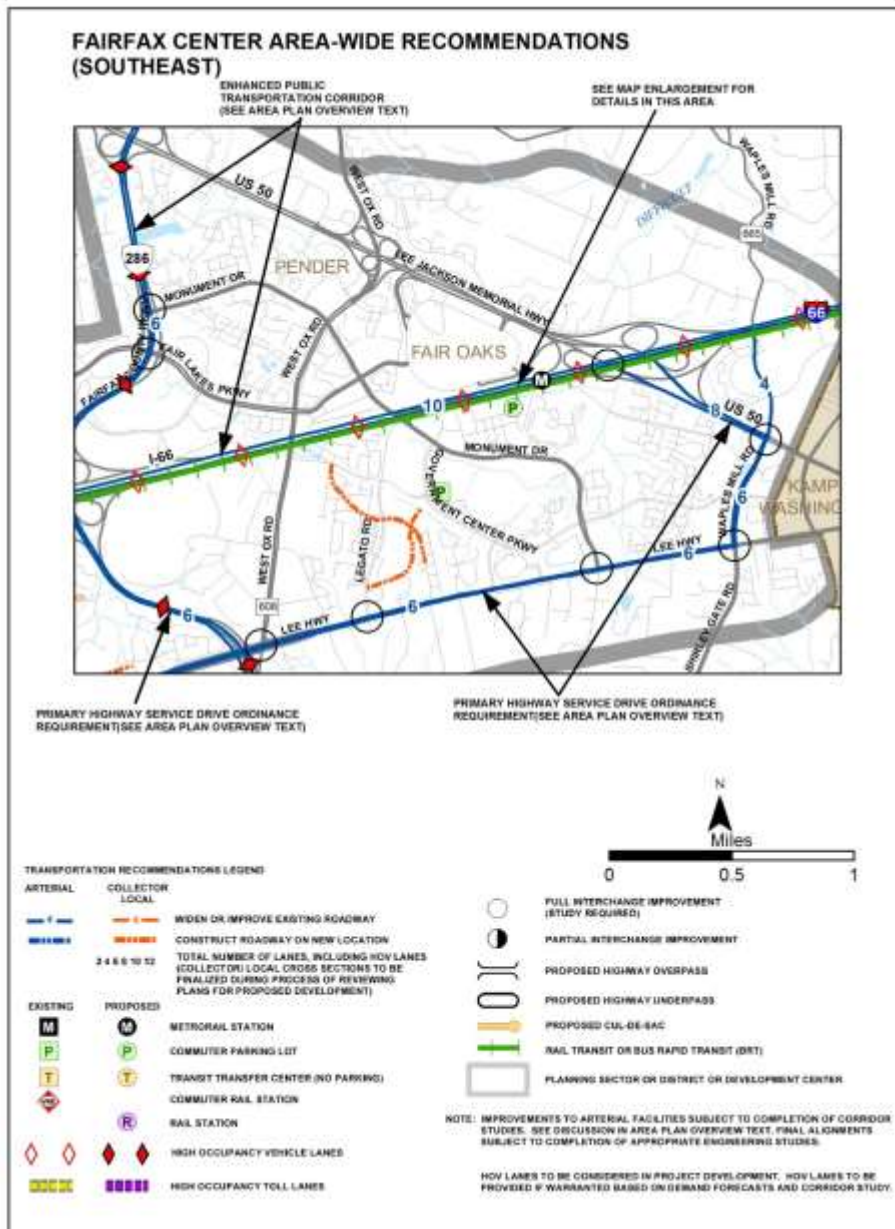 FAIRFAX CENTER AREA-WIDE RECOMMENDATIONS
(SOUTHEAST)
ENHANCED PUBLIC
TRANSPORTATION CORRIDOR
(SEE AREA PLAN OVERVIEW TEXT)
SEE MAP ENLARGEMENT FOR
DETAILS IN THIS AREA
US 50
WEST OX RD
WAPLES MILL RD
DIFFICULT
665
286
PENDER
MONUMENT DR
LEE JACKSON MEMORIAL HWY
66
6
WEST OX RD
FAIR OAKS
FAIR LAKES PKWY
M
4
10
P
8
US 50
I-66
MONUMENT DR
GOVERNMENT CENTER PKWY
P
WAPLES MILL RD
6
KAMP
WASHING
WEST OX RD
LEGATO RD
LEE HWY
6
608
6
6
LEE HWY
SHIRLEY GATE RD
PRIMARY HIGHWAY SERVICE DRIVE ORDINANCE
REQUIREMENT(SEE AREA PLAN OVERVIEW TEXT)
PRIMARY HIGHWAY SERVICE DRIVE ORDINANCE
REQUIREMENT(SEE AREA PLAN OVERVIEW TEXT)
N
Miles
0 0.5 1
TRANSPORTATION RECOMMENDATIONS LEGEND
ARTERIAL COLLECTOR
LOCAL
WIDEN OR IMPROVE EXISTING ROADWAY
CONSTRUCT ROADWAY ON NEW LOCATION
2 4 6 8 10 12 TOTAL NUMBER OF LANES, INCLUDING HOV LANES
(COLLECTOR/ LOCAL CROSS SECTIONS TO BE
FINALIZED DURING PROCESS OF REVIEWING
PLANS FOR PROPOSED DEVELOPMENT)
EXISTING PROPOSED
M M METRORAIL STATION
P P COMMUTER PARKING LOT
T T TRANSIT TRANSFER CENTER (NO PARKING)
COMMUTER RAIL STATION
R RAIL STATION
HIGH OCCUPANCY VEHICLE LANES
HIGH OCCUPANCY TOLL LANES
FULL INTERCHANGE IMPROVEMENT
(STUDY REQUIRED)
PARTIAL INTERCHANGE IMPROVEMENT
PROPOSED HIGHWAY OVERPASS
PROPOSED HIGHWAY UNDERPASS
PROPOSED CUL-DE-SAC
RAIL TRANSIT OR BUS RAPID TRANSIT (BRT)
PLANNING SECTOR OR DISTRICT OR DEVELOPMENT CENTER
NOTE: IMPROVEMENTS TO ARTERIAL FACILITIES SUBJECT TO COMPLETION OF CORRIDOR
STUDIES. SEE DISCUSSION IN AREA PLAN OVERVIEW TEXT. FINAL ALIGNMENTS
SUBJECT TO COMPLETION OF APPROPRIATE ENGINEERING STUDIES.
HOV LANES TO BE CONSIDERED IN PROJECT DEVELOPMENT. HOV LANES TO BE
PROVIDED IF WARRANTED BASED ON DEMAND FORECASTS AND CORRIDOR STUDY.